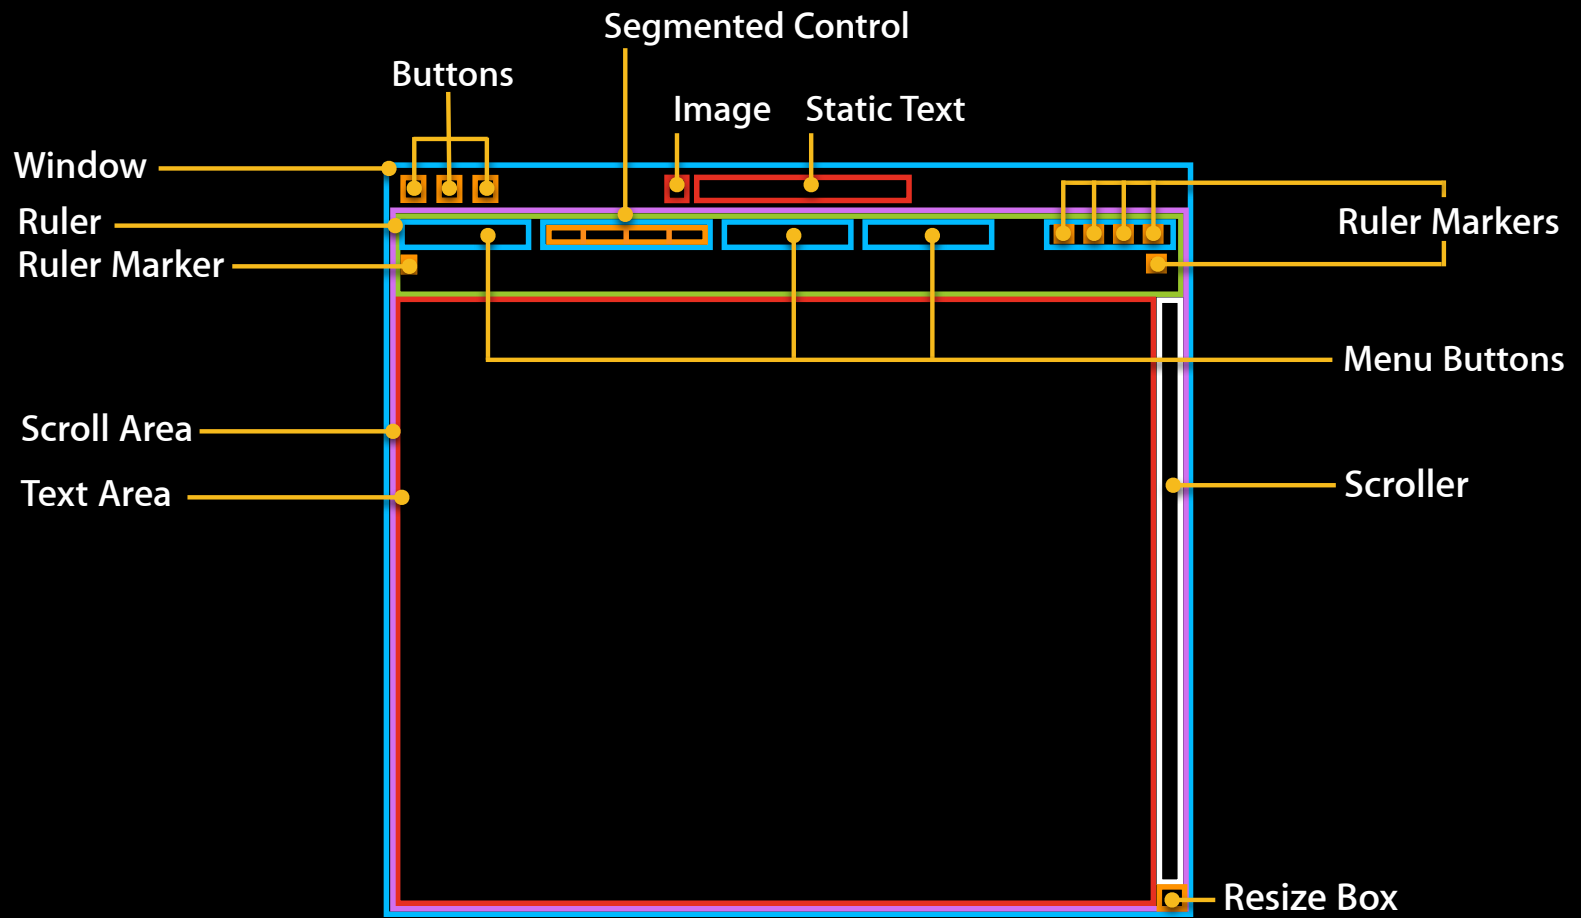 Segmented Control
Buttons
Image
Static Text
Window
Ruler
Ruler Markers
Ruler Marker
Menu Buttons
Scroll Area
Scroller
Text Area
Resize Box